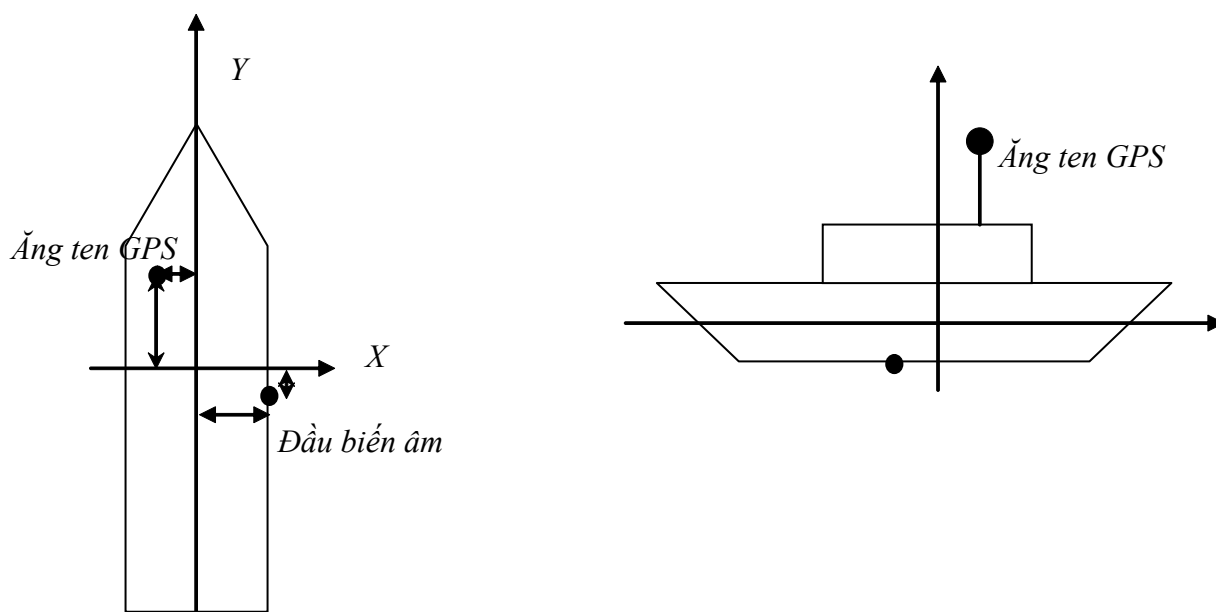 Y
Ăng ten GPS
X
Đầu biến âm
Ăng ten GPS